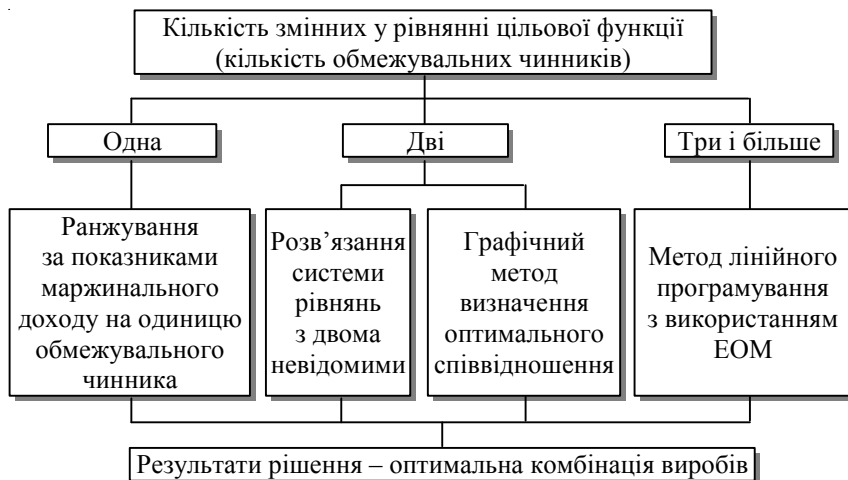 Кількість змінних у рівнянні цільової функції
(кількість обмежувальних чинників)
Одна
Дві
Три і більше
Ранжування
за показниками
маржинального
доходу на одиницю
обмежувального
чинника
Розв’язання
системи
рівнянь
з двома
невідомими
Графічний
метод
визначення
оптимального
співвідношення
Метод лінійного
програмування
з використанням
ЕОМ
Результати рішення – оптимальна комбінація виробів